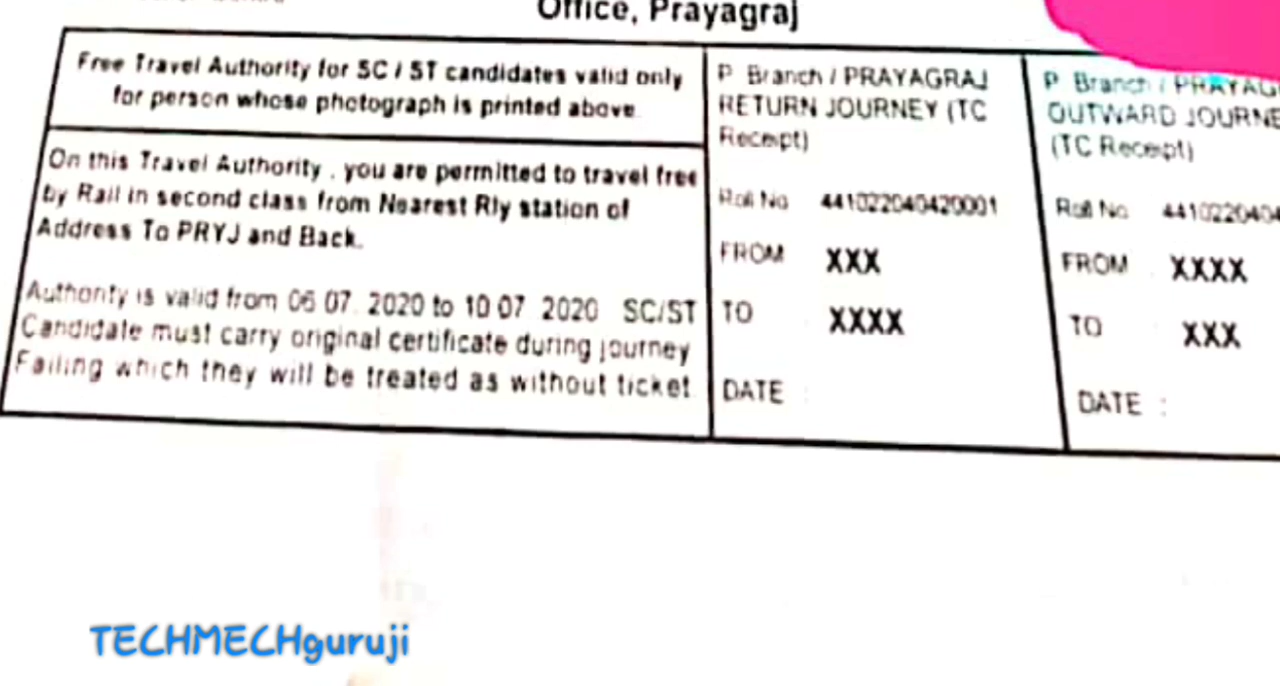 Office, Prayagraj
Free Travel Authority for SC / ST candidates valid only
for person whose photograph is printed above
On this Travel Authority , you are permitted to travel free
by Rail in second class from Nearest Rly station of
Address To PRYJ and Back.
Authority is valid from 06 07. 2020 to 10 07 2020 SC/ST
Candidate must carry original certificate during journey
Failing which they will be treated as without ticket
P Branch / PRAYAGRAJ
RETURN JOURNEY (TC
Receipt)
Roll No 441022040420001
FROM XXX
TO XXXX
DATE :
P Branch / PRAYAG
OUTWARD JOURNE
(TC Receipt)
Roll No 4410220404
FROM : XXXX
TO : XXX
DATE :
TECHMECHguruji